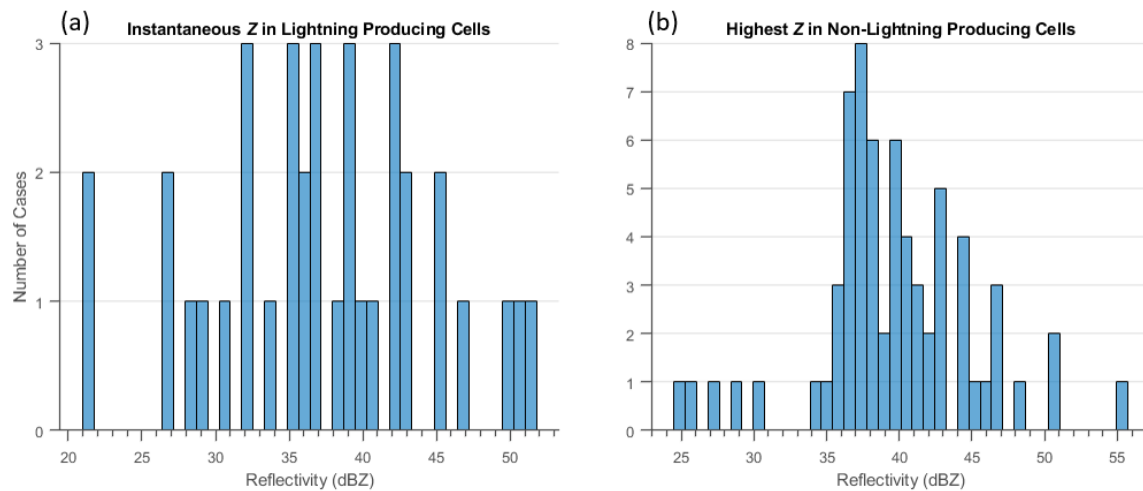 (a)
Instantaneous Z in Lightning Producing Cells
3
2
1
0
Number of Cases
20 25 30 35 40 45 50
Reflectivity (dBZ)
(b)
Highest Z in Non-Lightning Producing Cells
8
7
6
5
4
3
2
1
0
25 30 35 40 45 50 55
Reflectivity (dBZ)